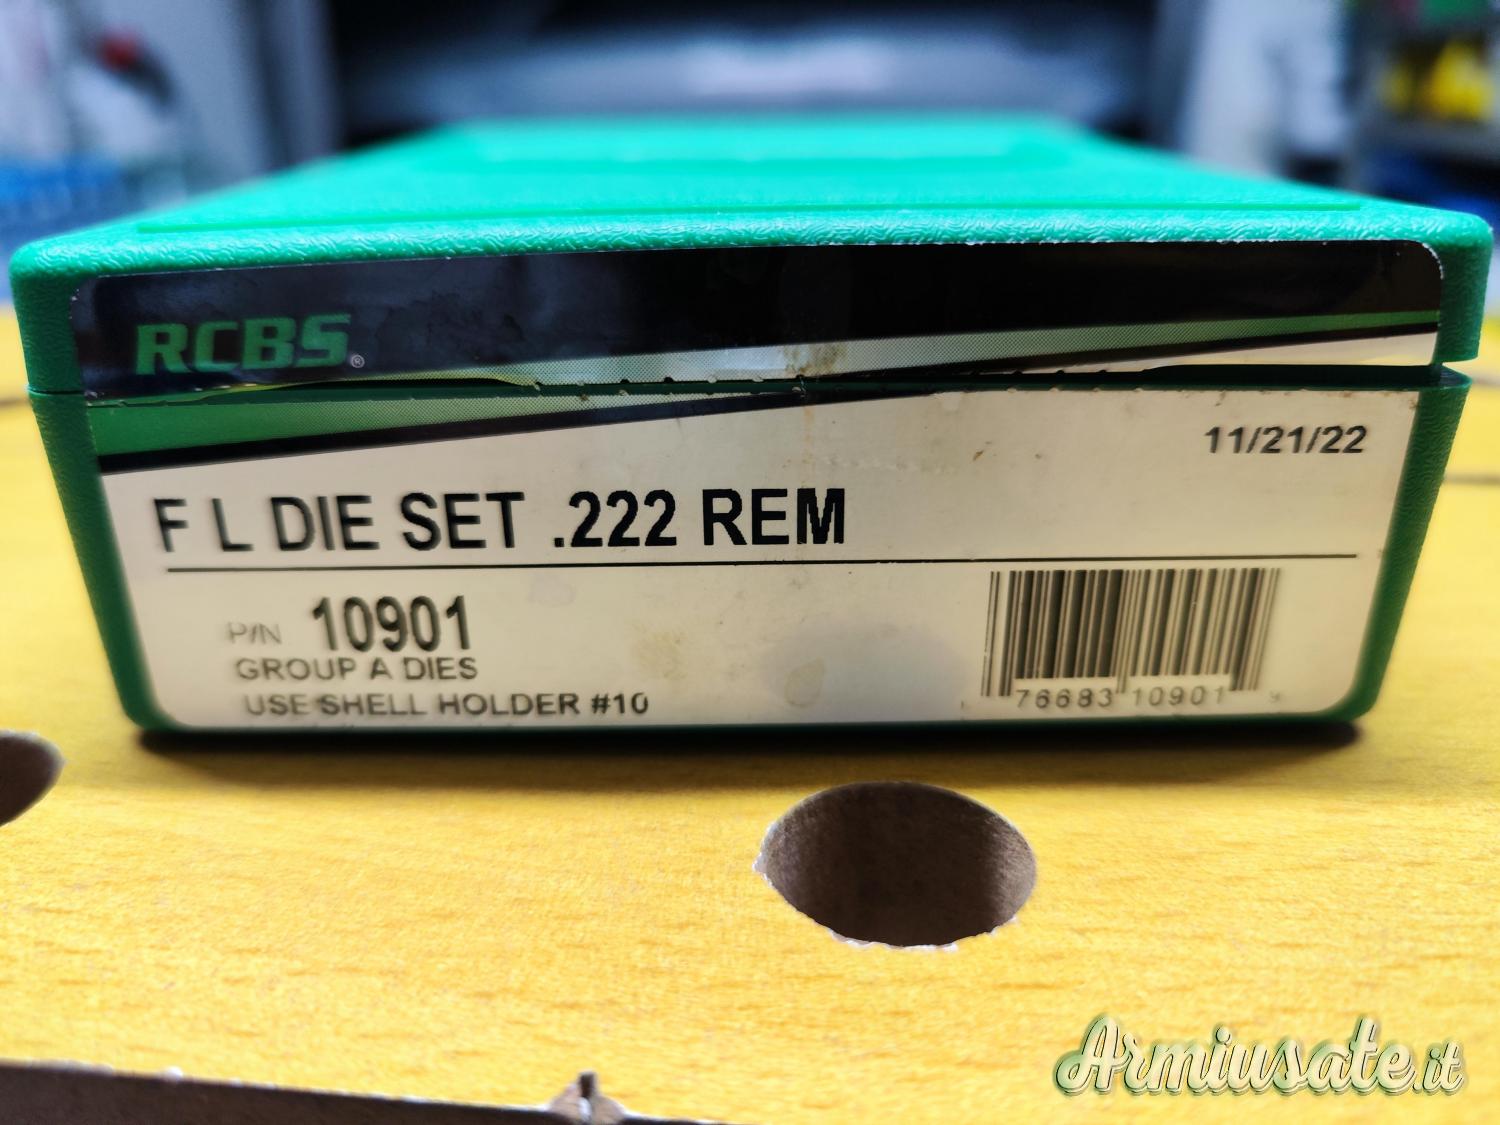 RCBS®
11/21/22
F L DIE SET .222 REM
P/N 10901
GROUP A DIES
USE SHELL HOLDER #10
76683 10901
Armiusate.it